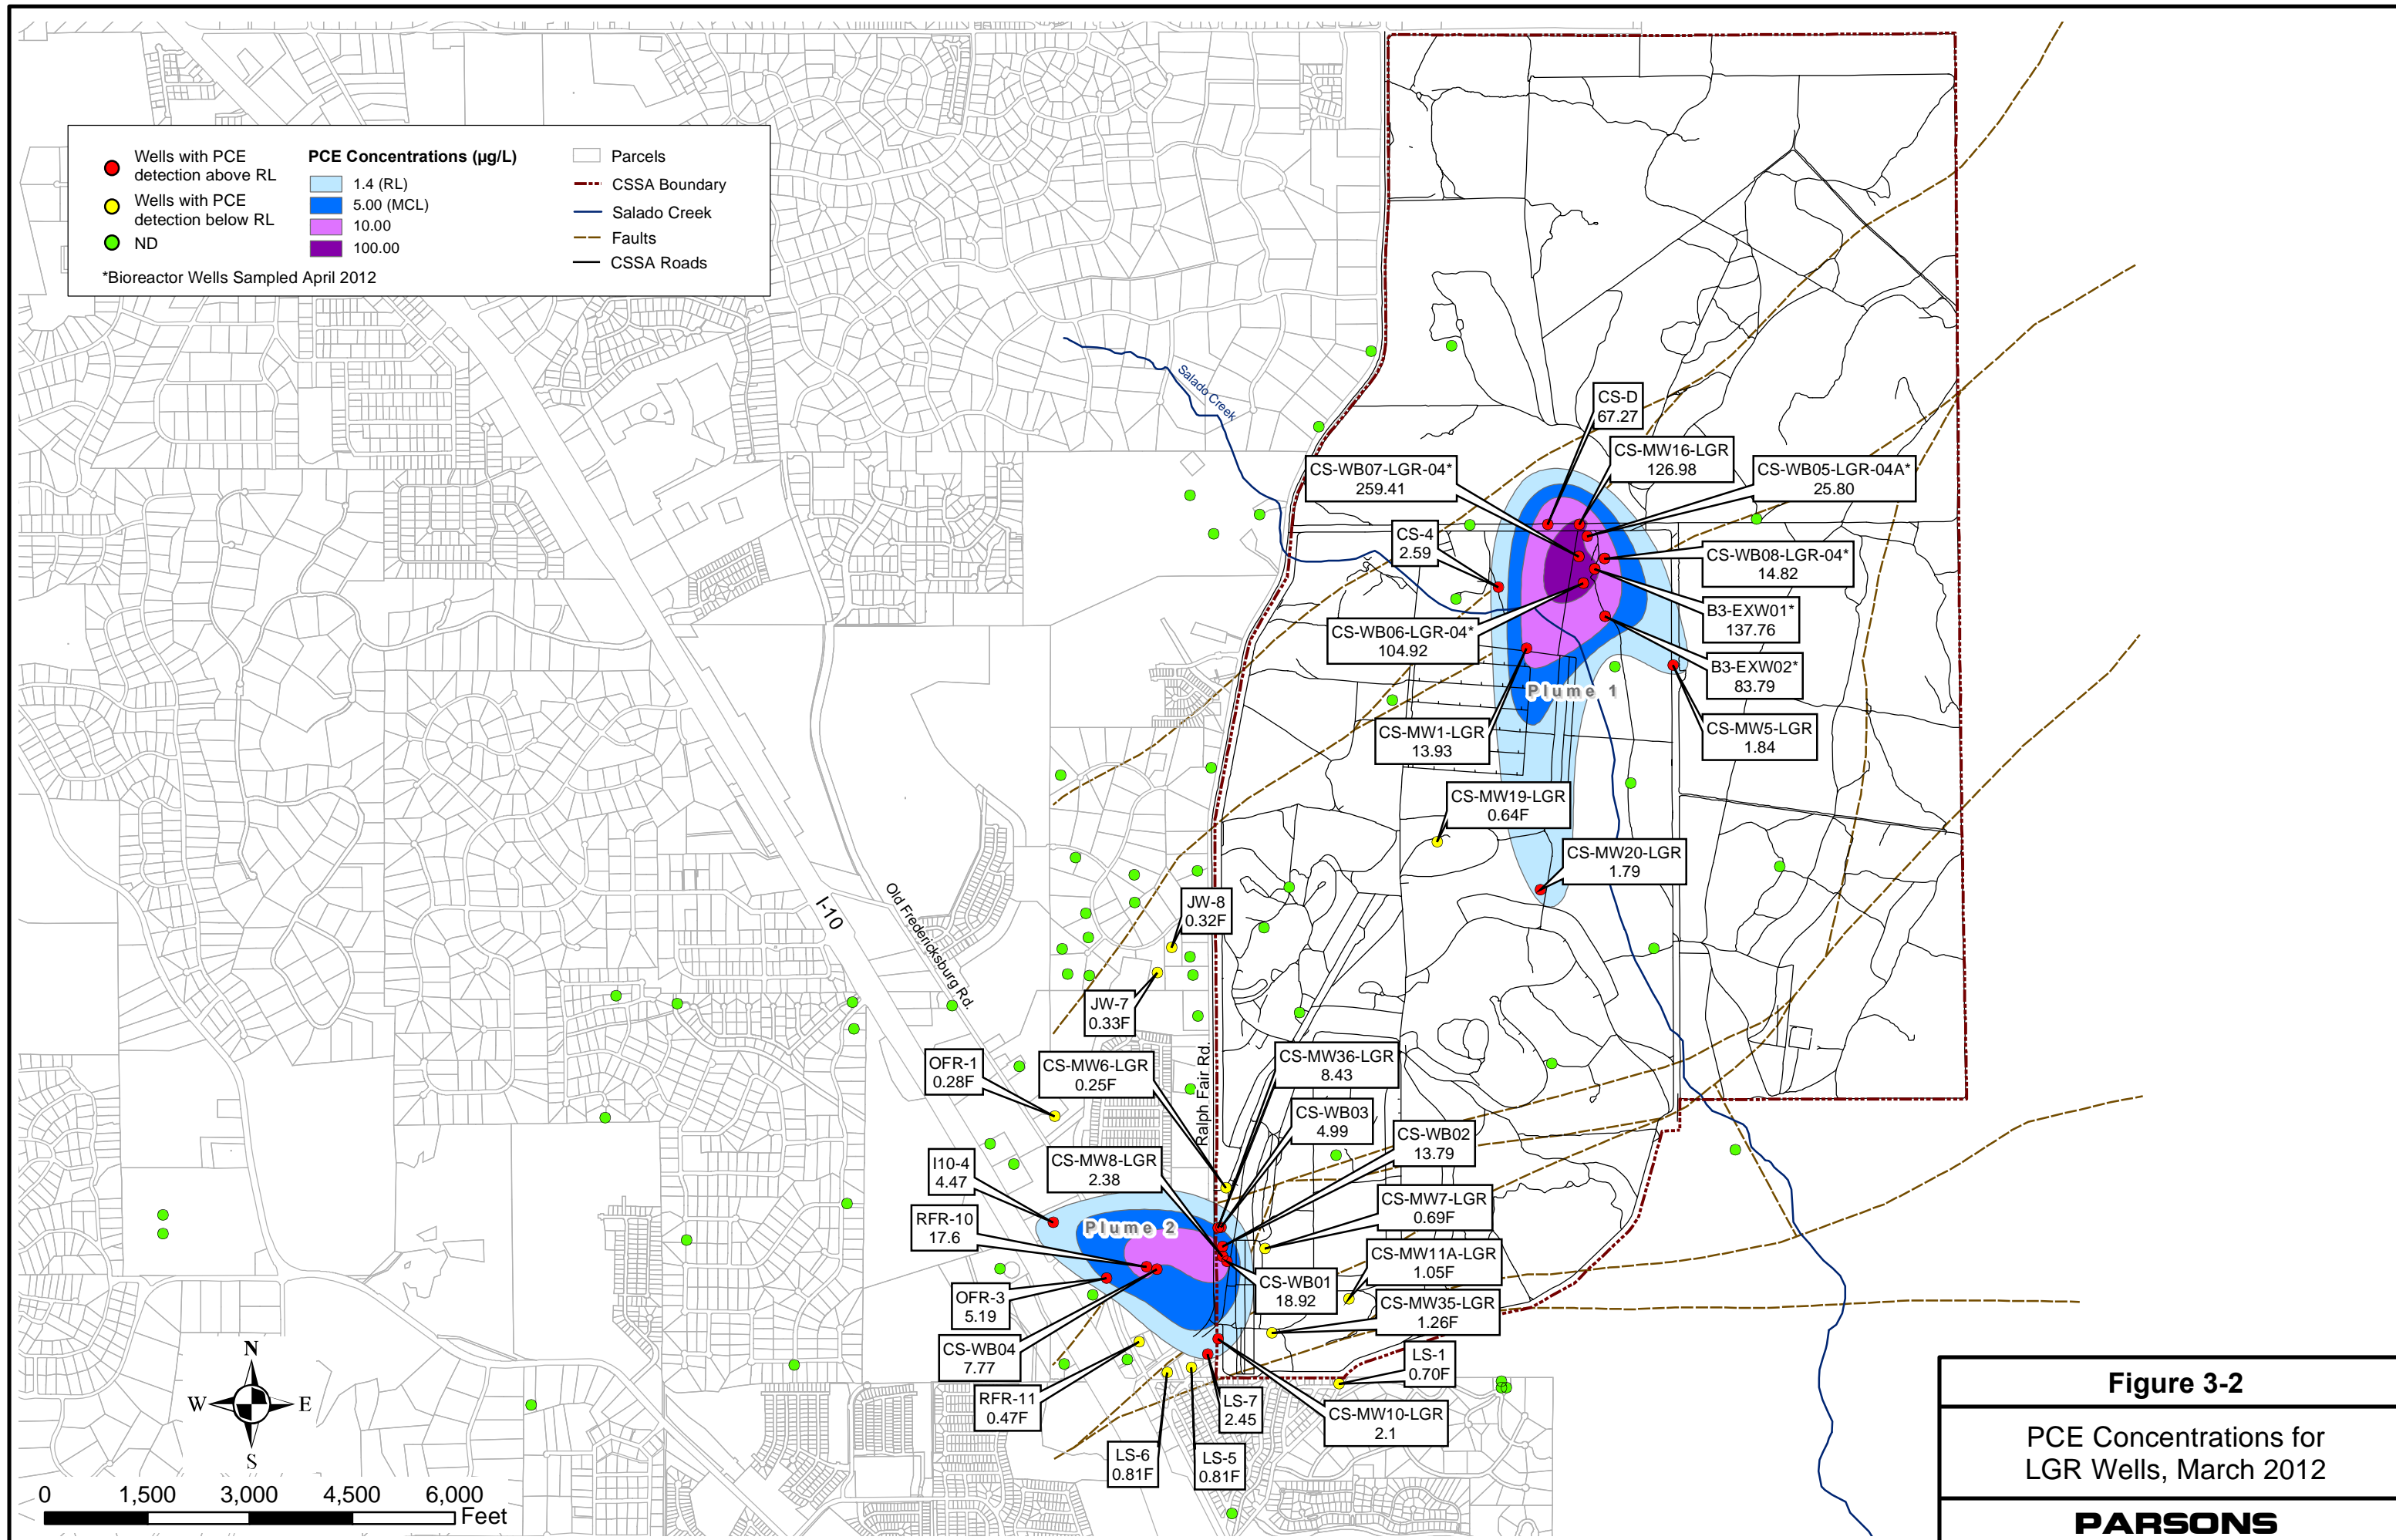 Wells with PCE
detection above RL
Wells with PCE
detection below RL
ND
*Bioreactor Wells Sampled April 2012
PCE Concentrations (µg/L)
1.4 (RL)
5.00 (MCL)
10.00
100.00
Parcels
CSSA Boundary
Salado Creek
Faults
CSSA Roads
Salado Creek
CS-D
67.27
CS-MW16-LGR
126.98
CS-WB07-LGR-04*
259.41
CS-WB05-LGR-04A*
25.80
CS-4
2.59
CS-WB08-LGR-04*
14.82
B3-EXW01*
137.76
CS-WB06-LGR-04*
104.92
B3-EXW02*
83.79
Plume 1
CS-MW1-LGR
13.93
CS-MW5-LGR
1.84
CS-MW19-LGR
0.64F
CS-MW20-LGR
1.79
I-10
Old Fredericksburg Rd.
JW-8
0.32F
JW-7
0.33F
Ralph Fair Rd.
OFR-1
0.28F
CS-MW6-LGR
0.25F
CS-MW36-LGR
8.43
CS-WB03
4.99
CS-WB02
13.79
I10-4
4.47
CS-MW8-LGR
2.38
CS-MW7-LGR
0.69F
RFR-10
17.6
Plume 2
CS-MW11A-LGR
1.05F
OFR-3
5.19
CS-WB01
18.92
CS-MW35-LGR
1.26F
CS-WB04
7.77
LS-1
0.70F
RFR-11
0.47F
LS-7
2.45
CS-MW10-LGR
2.1
LS-6
0.81F
LS-5
0.81F
N
W
E
S
0 1,500 3,000 4,500 6,000
Feet
Figure 3-2
PCE Concentrations for
LGR Wells, March 2012
PARSONS